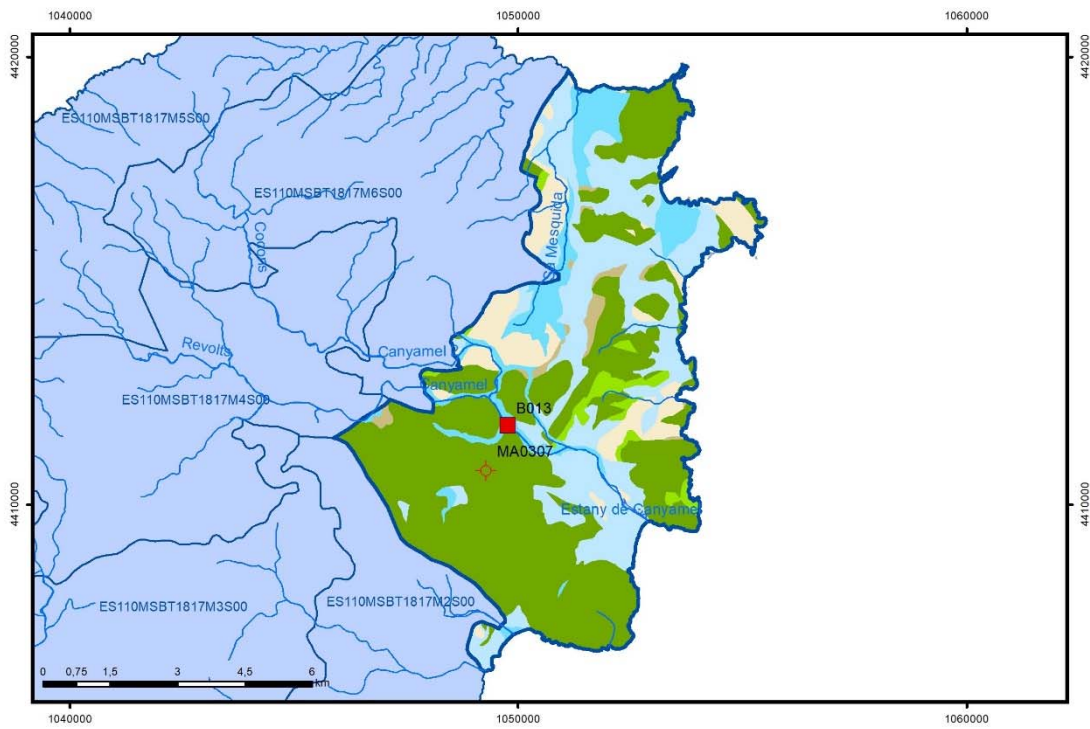 1040000 1050000 1060000
4420000 4420000
ES110MSBT1817M5S00
ES110MSBT1817M6S00
Cocons
Sa Mesquida
Revolts
Canyamel
Canyamel
ES110MSBT1817M4S00
B013
MA0307
4410000 4410000
Estany de Canyamel
ES110MSBT1817M3S00
ES110MSBT1817M2S00
0 0,75 1,5 3 4,5 6
km
1040000 1050000 1060000